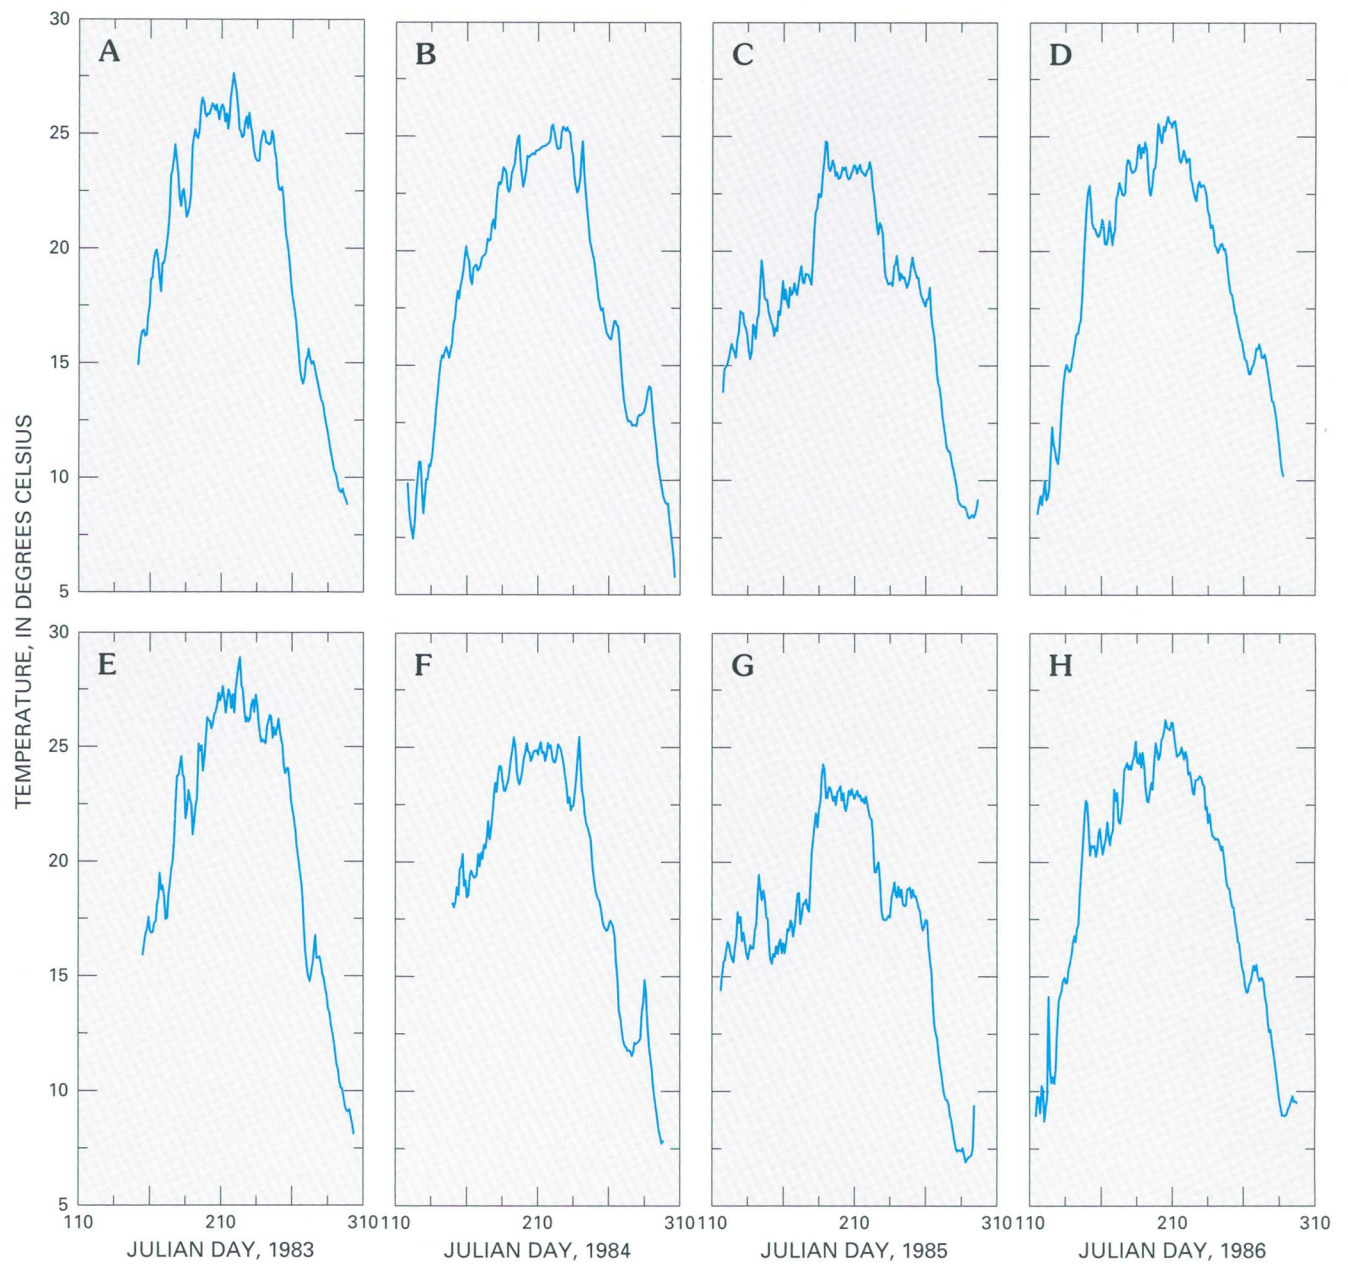 A
B
C
D
30
25
20
15
10
5
TEMPERATURE, IN DEGREES CELSIUS
E
F
G
H
30
25
20
15
10
5
110 210 310 110 210 310 110 210 310 110 210 310
JULIAN DAY, 1983 JULIAN DAY, 1984 JULIAN DAY, 1985 JULIAN DAY, 1986